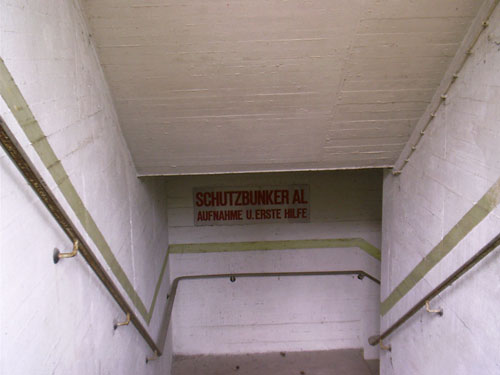 SCHUTZBUNKER AL
AUFNAHME U. ERSTE HILFE